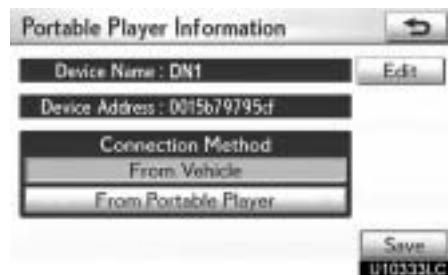 Portable Player Information
Device Name : DN1
Edit
Device Address : 0015b79795cf
Connection Method
From Vehicle
From Portable Player
Save
U10333LC